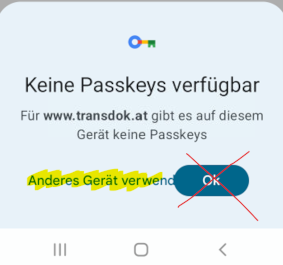 Keine Passkeys verfügbar
Für www.transdok.at gibt es auf diesem
Gerät keine Passkeys
Anderes Gerät verwend
Ok